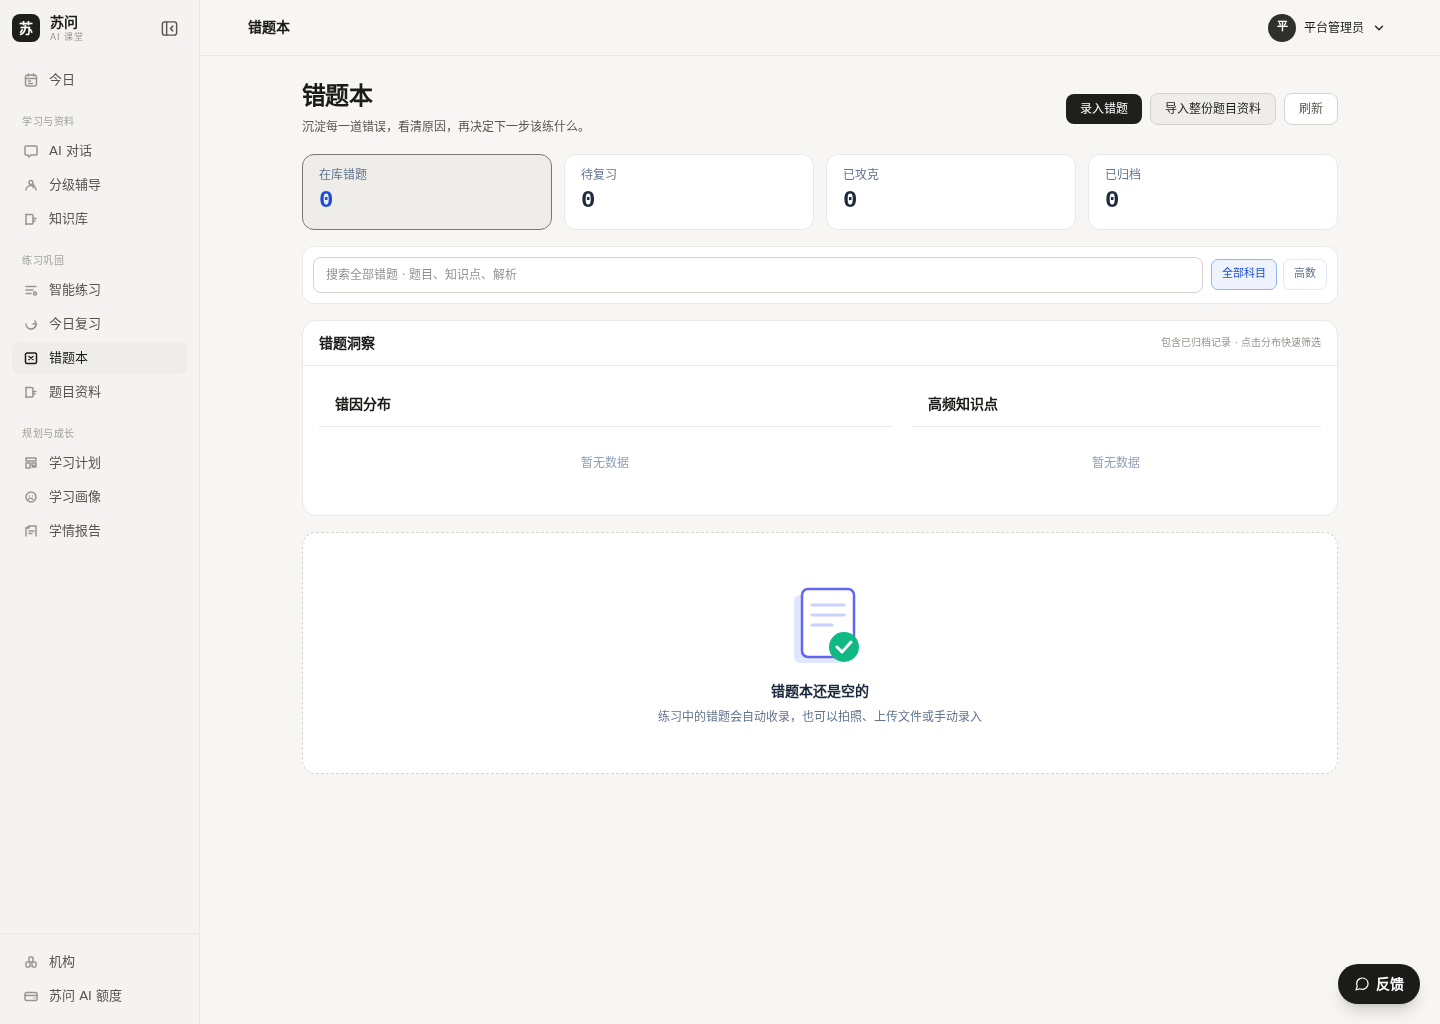 苏
苏问
AI 课堂
今日
学习与资料
AI 对话
分级辅导
知识库
练习巩固
智能练习
今日复习
错题本
题目资料
规划与成长
学习计划
学习画像
学情报告
机构
苏问 AI 额度
错题本
平
平台管理员
错题本
沉淀每一道错误，看清原因，再决定下一步该练什么。
录入错题
导入整份题目资料
刷新
在库错题
0
待复习
0
已攻克
0
已归档
0
搜索全部错题 · 题目、知识点、解析
全部科目
高数
错题洞察
包含已归档记录 · 点击分布快速筛选
错因分布
高频知识点
暂无数据
暂无数据
错题本还是空的
练习中的错题会自动收录，也可以拍照、上传文件或手动录入
反馈